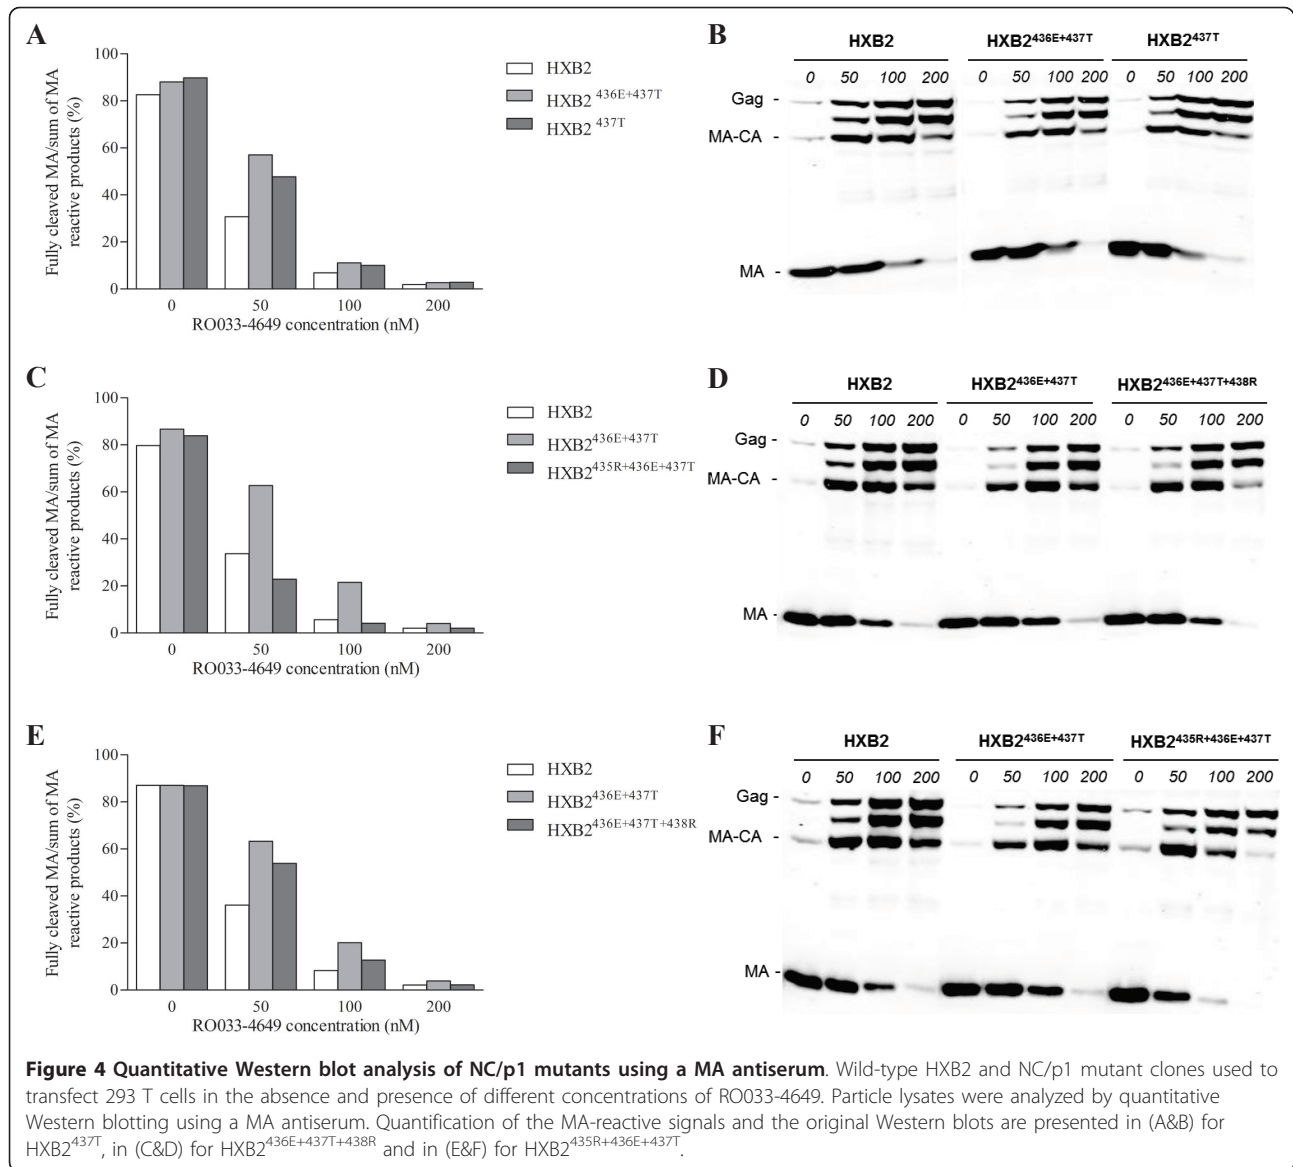 A
100
80
60
40
20
0
Fully cleaved MA/sum of MA
reactive products (%)
0 50 100 200
RO033-4649 concentration (nM)
HXB2
HXB2 436E+437T
HXB2 437T
B
HXB2 HXB2436E+437T HXB2437T
0 50 100 200 0 50 100 200 0 50 100 200
Gag -
MA-CA -
MA -
C
100
80
60
40
20
0
Fully cleaved MA/sum of MA
reactive products (%)
0 50 100 200
RO033-4649 concentration (nM)
HXB2
HXB2436E+437T
HXB2435R+436E+437T
D
HXB2 HXB2436E+437T HXB2436E+437T+438R
0 50 100 200 0 50 100 200 0 50 100 200
Gag -
MA-CA -
MA -
E
100
80
60
40
20
0
Fully cleaved MA/sum of MA
reactive products (%)
0 50 100 200
RO033-4649 concentration (nM)
HXB2
HXB2436E+437T
HXB2436E+437T+438R
F
HXB2 HXB2436E+437T HXB2435R+436E+437T
0 50 100 200 0 50 100 200 0 50 100 200
Gag -
MA-CA -
MA -
Figure 4 Quantitative Western blot analysis of NC/p1 mutants using a MA antiserum. Wild-type HXB2 and NC/p1 mutant clones used to
transfect 293 T cells in the absence and presence of different concentrations of RO033-4649. Particle lysates were analyzed by quantitative
Western blotting using a MA antiserum. Quantification of the MA-reactive signals and the original Western blots are presented in (A&B) for
HXB2437T, in (C&D) for HXB2436E+437T+438R and in (E&F) for HXB2435R+436E+437T.